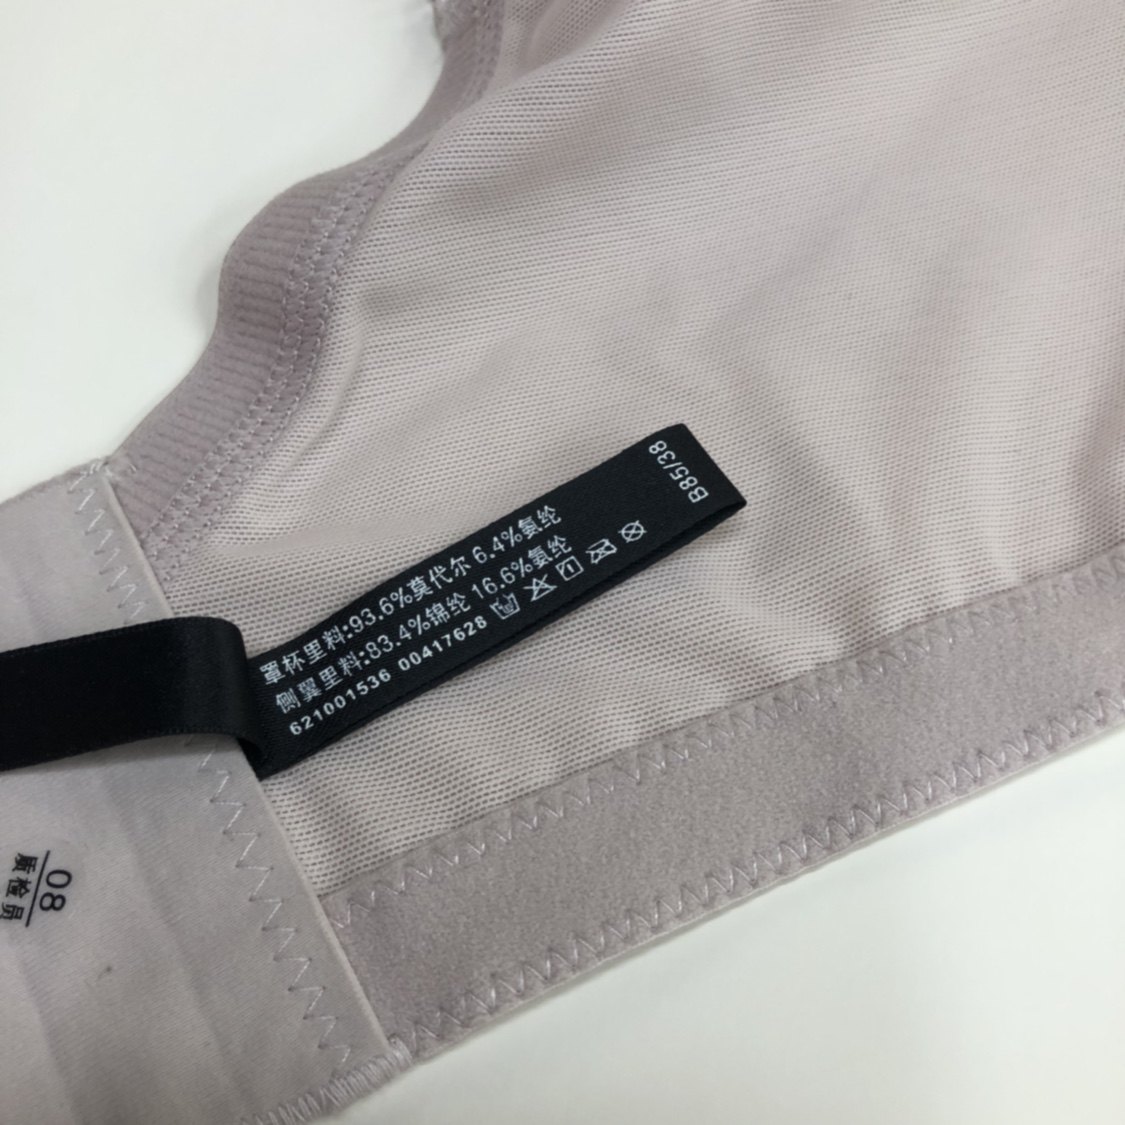 罩杯里料:93.6%莫代尔 6.4%氨纶
侧翼里料:83.4%锦纶 16.6%氨纶
621001536 00417628
B85/38
08
质检员